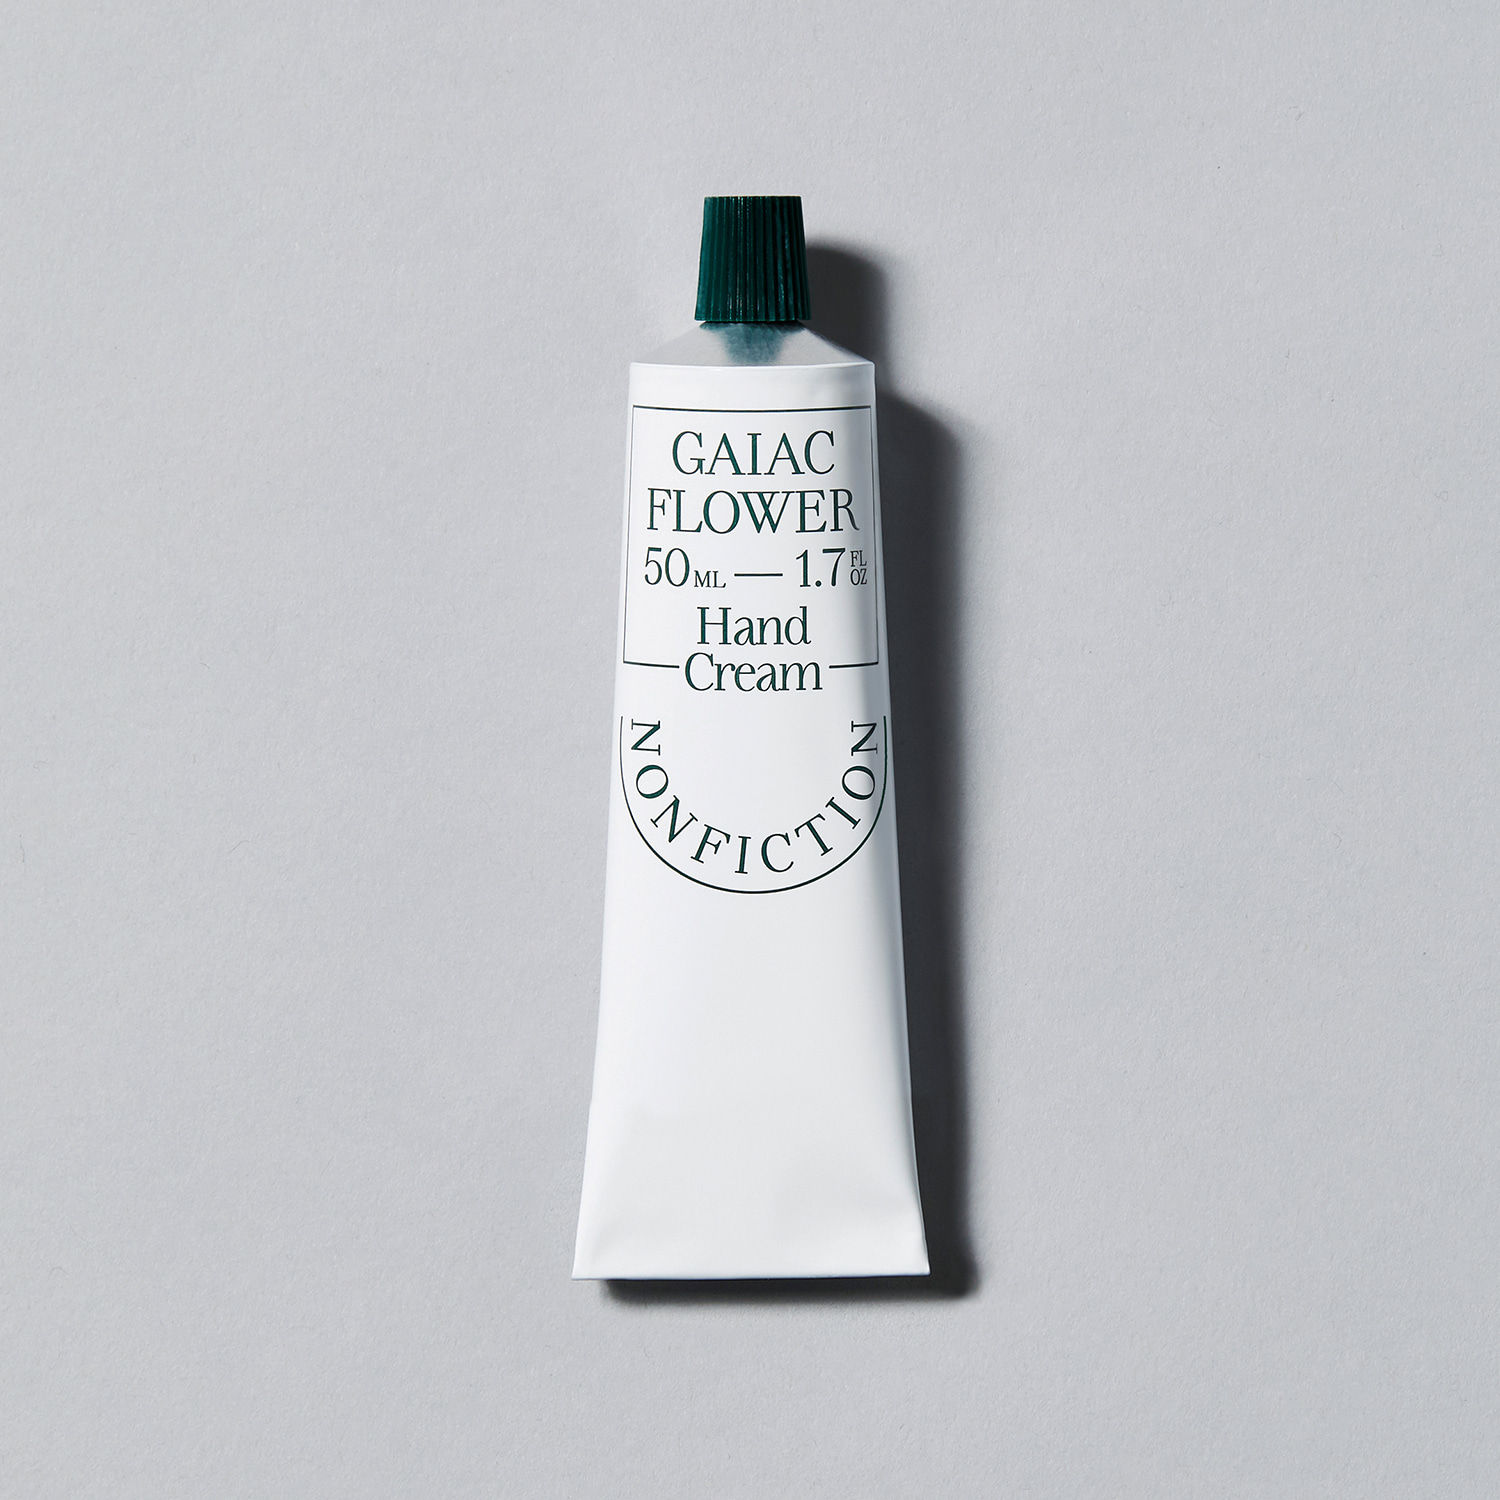 GAIAC
FLOWER
50ML — 1.7 FL OZ
Hand
Cream
NONFICTION